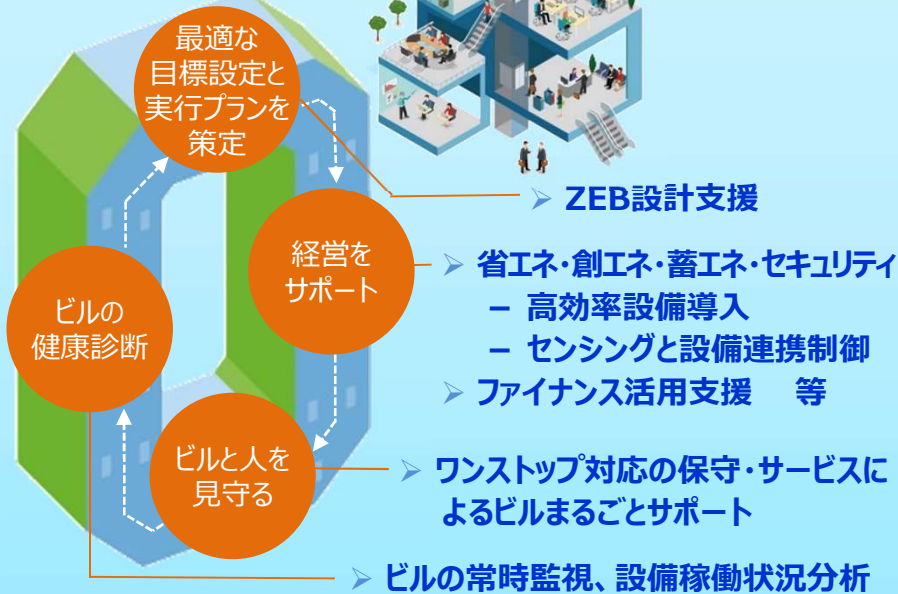 最適な
目標設定と
実行プランを
策定
➢ ZEB設計支援
経営を
サポート
➢ 省エネ・創エネ・蓄エネ・セキュリティ
－ 高効率設備導入
－ センシングと設備連携制御
➢ ファイナンス活用支援　等
ビルの
健康診断
ビルと人を
見守る
➢ ワンストップ対応の保守・サービスに
よるビルまるごとサポート
➢ ビルの常時監視、設備稼働状況分析